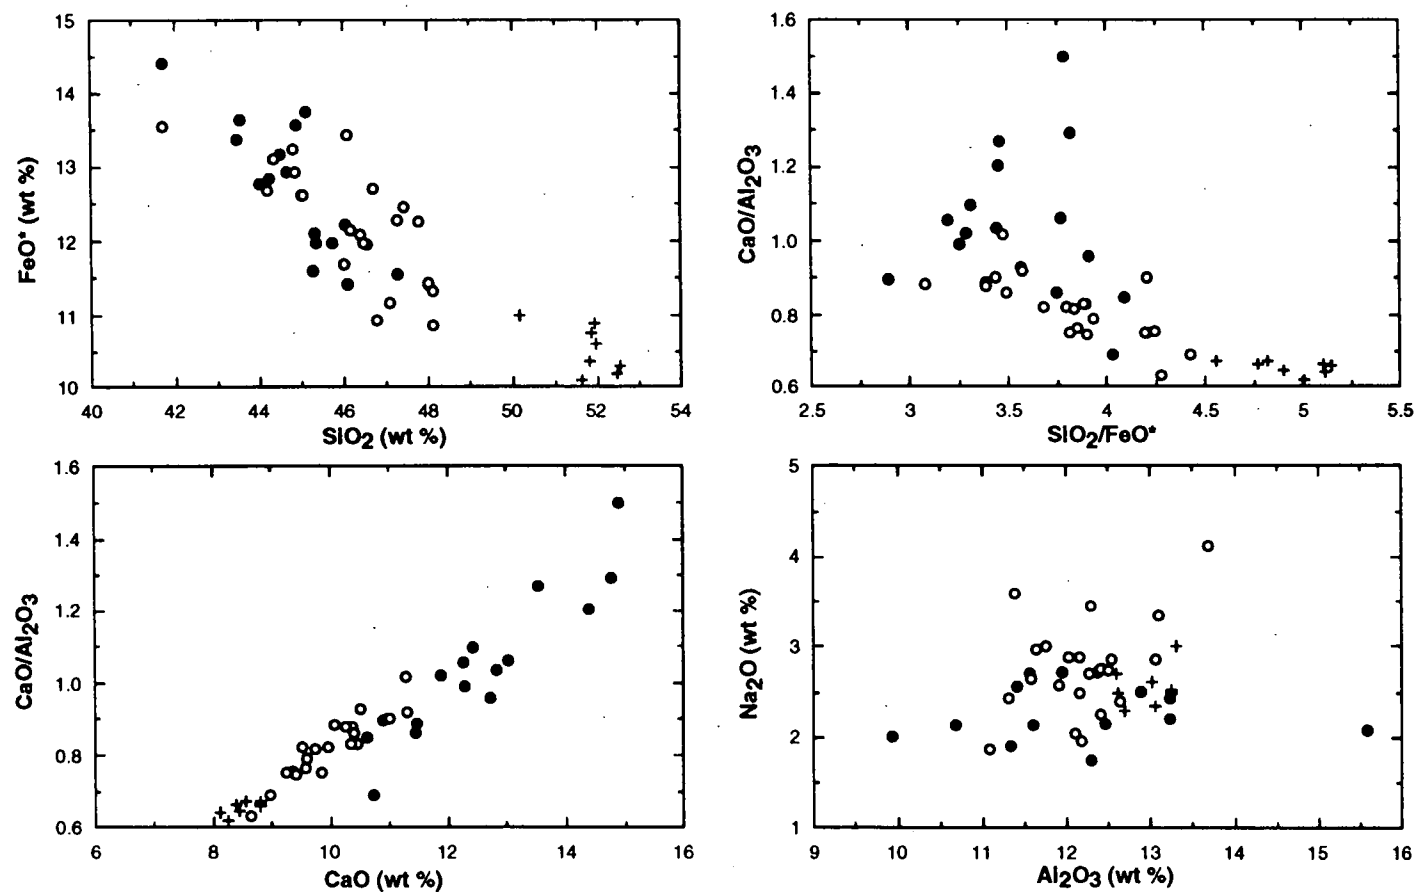 15
14
13
12
11
10
FeO* (wt %)
40 42 44 46 48 50 52 54
SiO2 (wt %)
1.6
1.4
1.2
1.0
0.8
0.6
CaO/Al2O3
2.5 3 3.5 4 4.5 5 5.5
SiO2/FeO*
1.6
1.4
1.2
1.0
0.8
0.6
CaO/Al2O3
6 8 10 12 14 16
CaO (wt %)
5
4
3
2
1
Na2O (wt %)
9 10 11 12 13 14 15 16
Al2O3 (wt %)